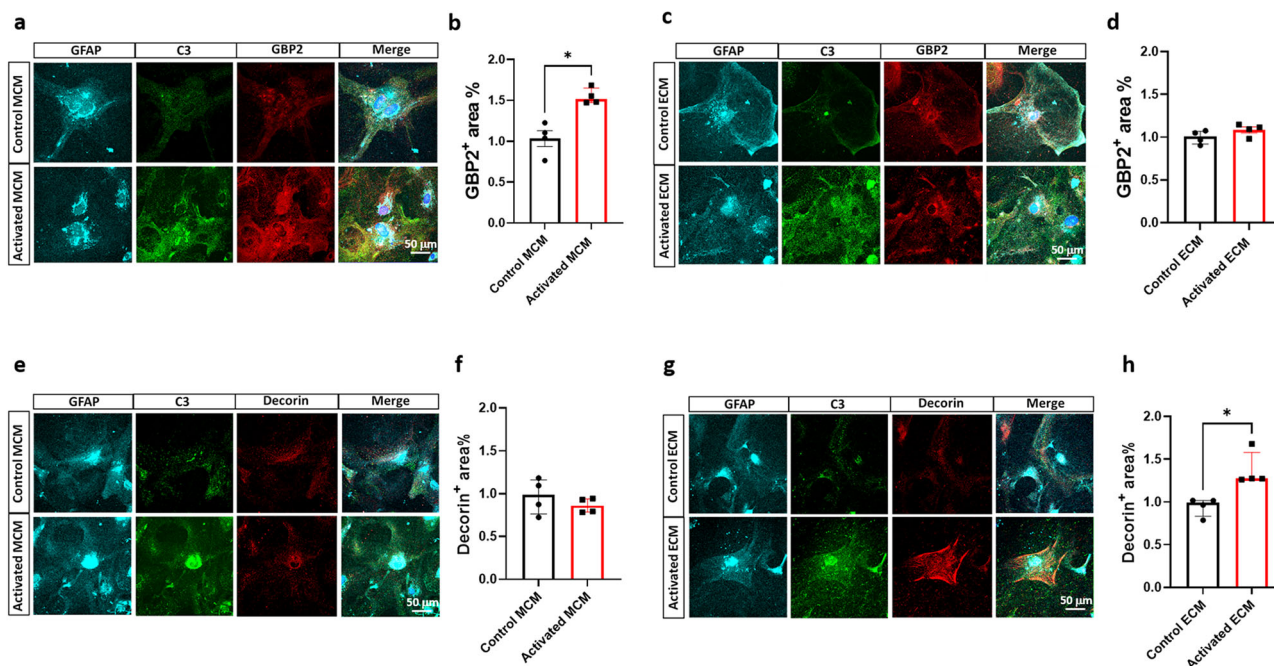 a
GFAP C3 GBP2 Merge
Control MCM
Activated MCM
50 μm
b
GBP2+ area %
2.0
1.5
1.0
0.5
0.0
*
Control MCM
Activated MCM
c
GFAP C3 GBP2 Merge
Control ECM
Activated ECM
50 μm
d
GBP2+ area %
2.0
1.5
1.0
0.5
0.0
Control ECM
Activated ECM
e
GFAP C3 Decorin Merge
Control MCM
Activated MCM
50 μm
f
Decorin+ area%
2.0
1.5
1.0
0.5
0.0
Control MCM
Activated MCM
g
GFAP C3 Decorin Merge
Control ECM
Activated ECM
50 μm
h
Decorin+ area%
2.0
1.5
1.0
0.5
0.0
*
Control ECM
Activated ECM